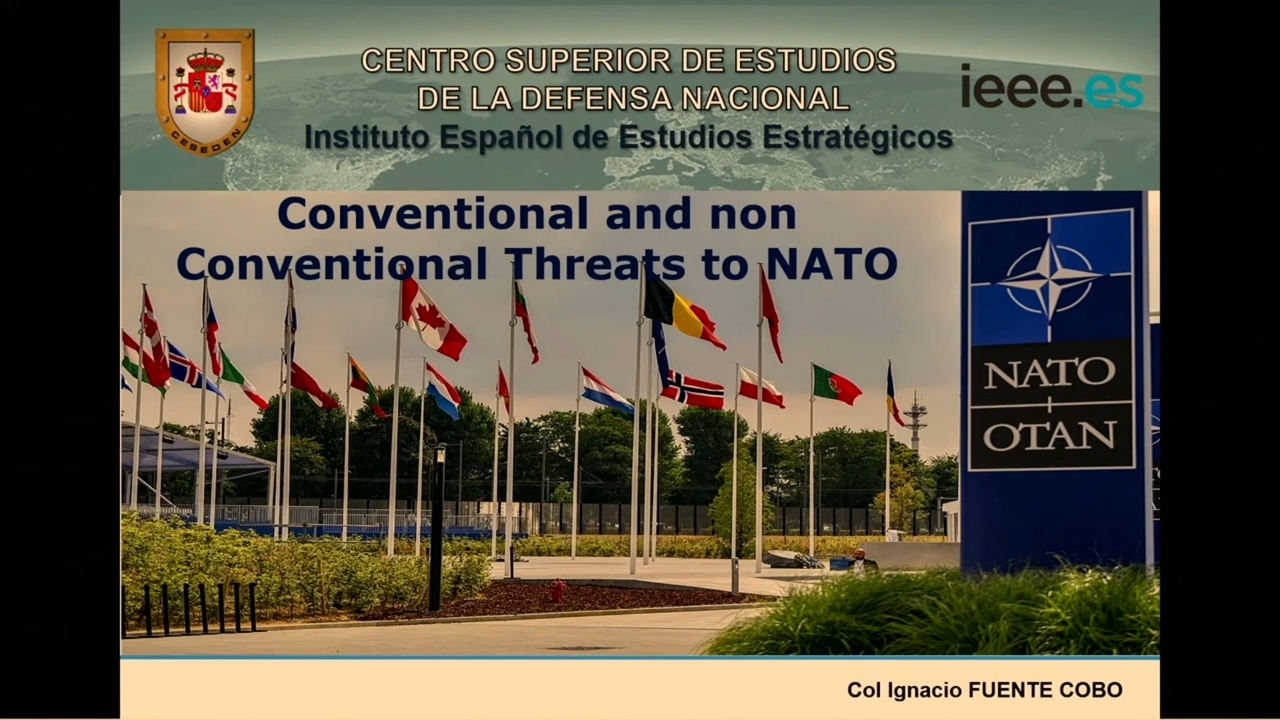 CENTRO SUPERIOR DE ESTUDIOS
DE LA DEFENSA NACIONAL
Instituto Español de Estudios Estratégicos
CESEDEN
ieee.es
Conventional and non
Conventional Threats to NATO
NATO
OTAN
Col Ignacio FUENTE COBO